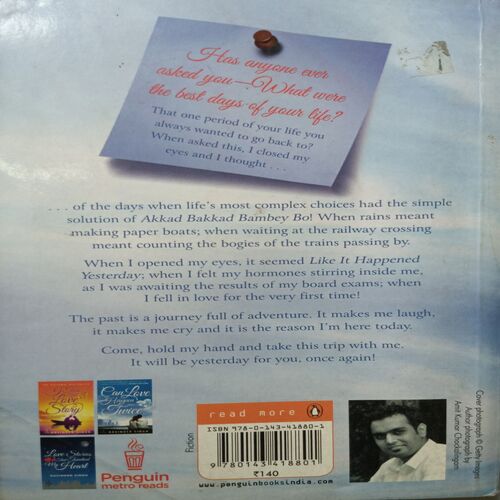 Has anyone ever
asked you—What were
the best days of your life?
That one period of your life you
always wanted to go back to?
When asked this, I closed my
eyes and I thought . . .
. . . of the days when life's most complex choices had the simple
solution of Akkad Bakkad Bambey Bo! When rains meant
making paper boats; when waiting at the railway crossing
meant counting the bogies of the trains passing by.
When I opened my eyes, it seemed Like It Happened
Yesterday; when I felt my hormones stirring inside me,
as I was awaiting the results of my board exams; when
I fell in love for the very first time!
The past is a journey full of adventure. It makes me laugh,
it makes me cry and it is the reason I'm here today.
Come, hold my hand and take this trip with me.
It will be yesterday for you, once again!
Love
Story
Can Love
Happen
Twice
Love Stories
That Touched
My Heart
Penguin
metro reads
Fiction
read more
ISBN 978-0-143-41880-1
9 780143 418801
₹140
www.penguinbooksindia.com
Cover photograph © Getty Images
Author photograph by
Amit Kumar Chackalingam